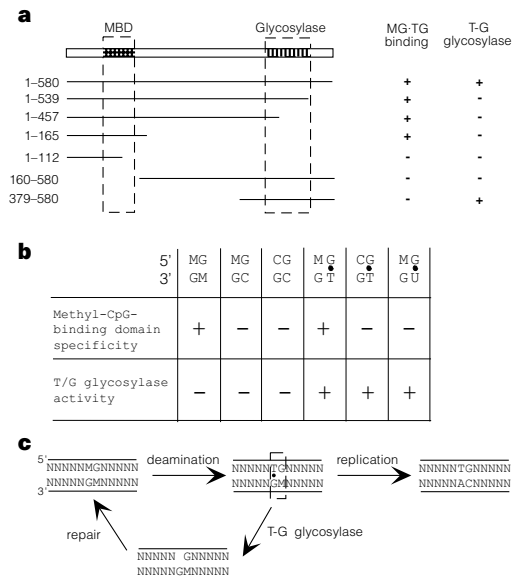 a
MBD Glycosylase MG·TG binding T-G glycosylase
1–580 + +
1–539 + -
1–457 + -
1–165 + -
1–112 - -
160–580 - -
379–580 - +
b
5' MG MG CG MG CG MG
3' GM GC GC GT GT GU
Methyl-CpG-
binding domain
specificity + − − + − −
T/G glycosylase
activity − − − + + +
c
5' NNNNNMGNNNNN deamination NNNNNTGNNNNN replication NNNNNTGNNNNN
3' NNNNNGMNNNNN NNNNNGMNNNNN NNNNNACNNNNN
repair T-G glycosylase
NNNNN GNNNNN
NNNNNGMNNNNN